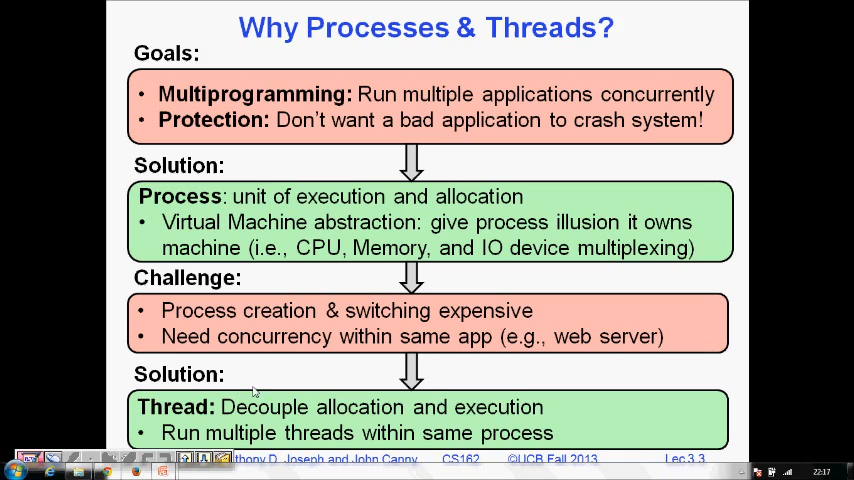 Why Processes & Threads?
Goals:
• Multiprogramming: Run multiple applications concurrently
• Protection: Don't want a bad application to crash system!
Solution:
Process: unit of execution and allocation
• Virtual Machine abstraction: give process illusion it owns
machine (i.e., CPU, Memory, and IO device multiplexing)
Challenge:
• Process creation & switching expensive
• Need concurrency within same app (e.g., web server)
Solution:
Thread: Decouple allocation and execution
• Run multiple threads within same process
thony D. Joseph and John Canny CS162 ©UCB Fall 2013 Lec 3.3
22:17